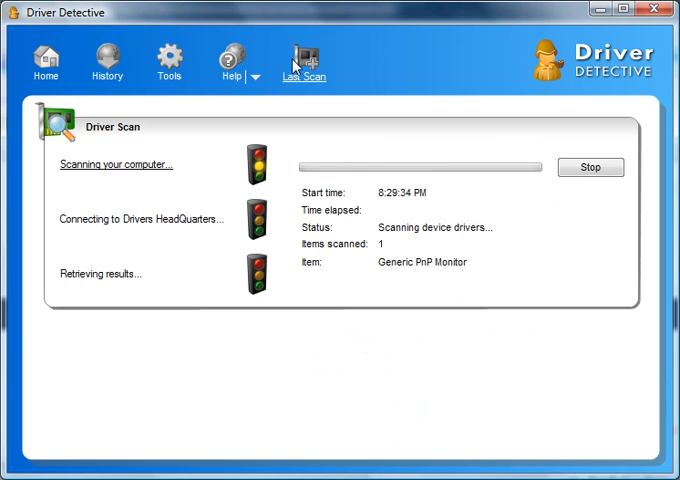 Driver Detective
Home
History
Tools
Help
Last Scan
Driver
DETECTIVE
Driver Scan
Scanning your computer...
Stop
Start time: 8:29:34 PM
Time elapsed:
Connecting to Drivers HeadQuarters...
Status: Scanning device drivers...
Items scanned: 1
Item: Generic PnP Monitor
Retrieving results...